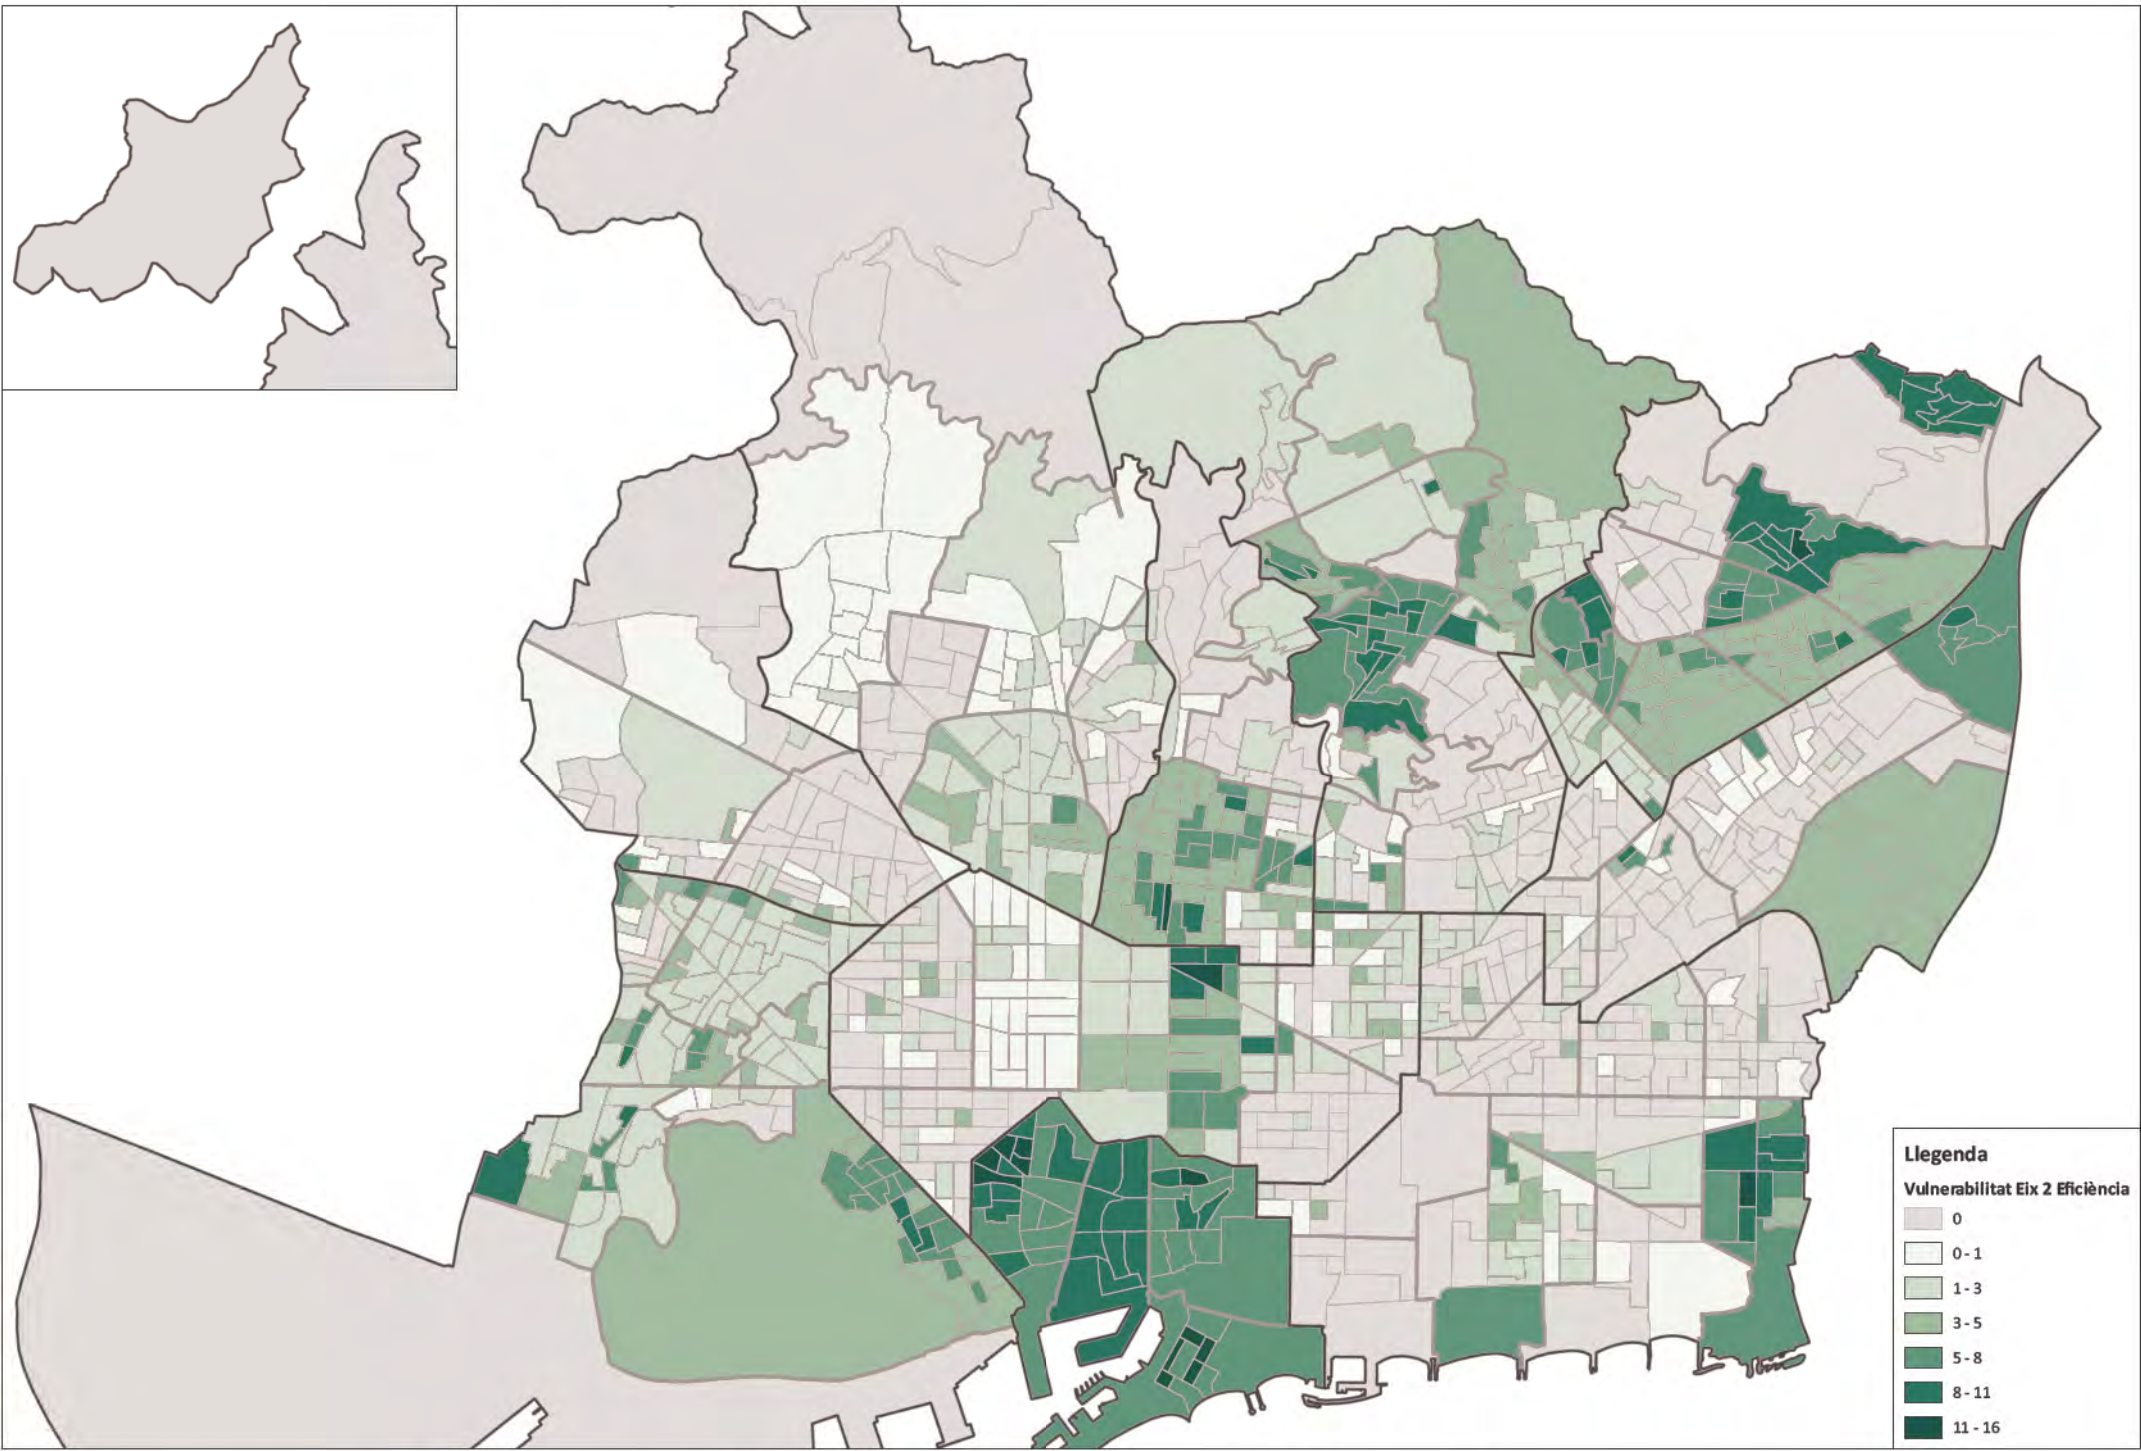 Llegenda
Vulnerabilitat Eix 2 Eficiència
0
0 - 1
1 - 3
3 - 5
5 - 8
8 - 11
11 - 16